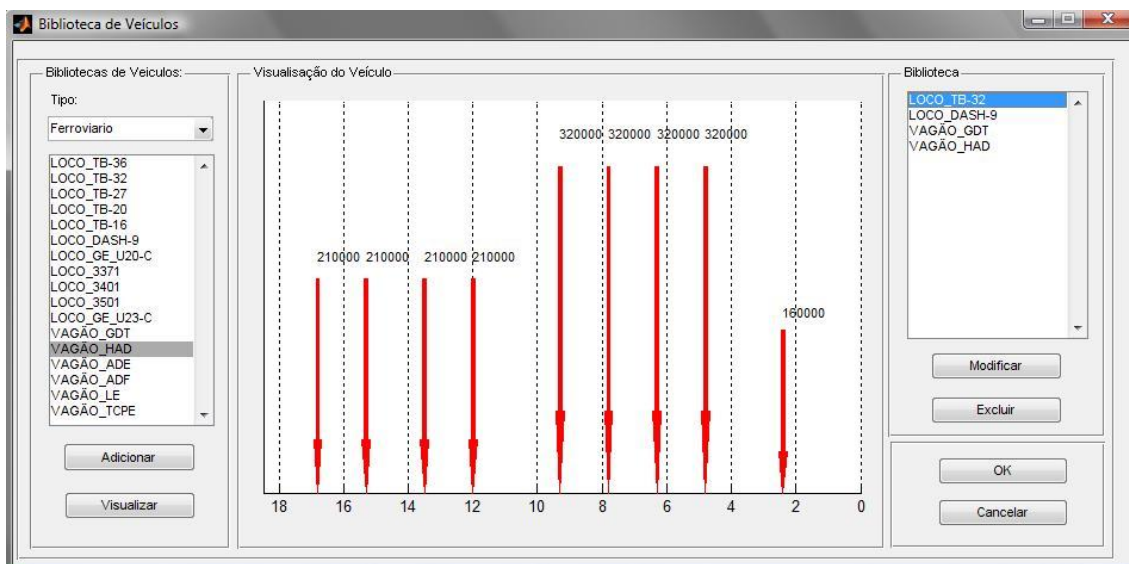 Biblioteca de Veículos
Bibliotecas de Veiculos:
Tipo:
Ferroviario
LOCO_TB-36
LOCO_TB-32
LOCO_TB-27
LOCO_TB-20
LOCO_TB-16
LOCO_DASH-9
LOCO_GE_U20-C
LOCO_3371
LOCO_3401
LOCO_3501
LOCO_GE_U23-C
VAGÃO_GDT
VAGÃO_HAD
VAGÃO_ADE
VAGÃO_ADF
VAGÃO_LE
VAGÃO_TCPE
Adicionar
Visualizar
Visualisação do Veículo
320000 320000 320000 320000
210000 210000 210000 210000
160000
18 16 14 12 10 8 6 4 2 0
Biblioteca
LOCO_TB-32
LOCO_DASH-9
VAGÃO_GDT
VAGÃO_HAD
Modificar
Excluir
OK
Cancelar